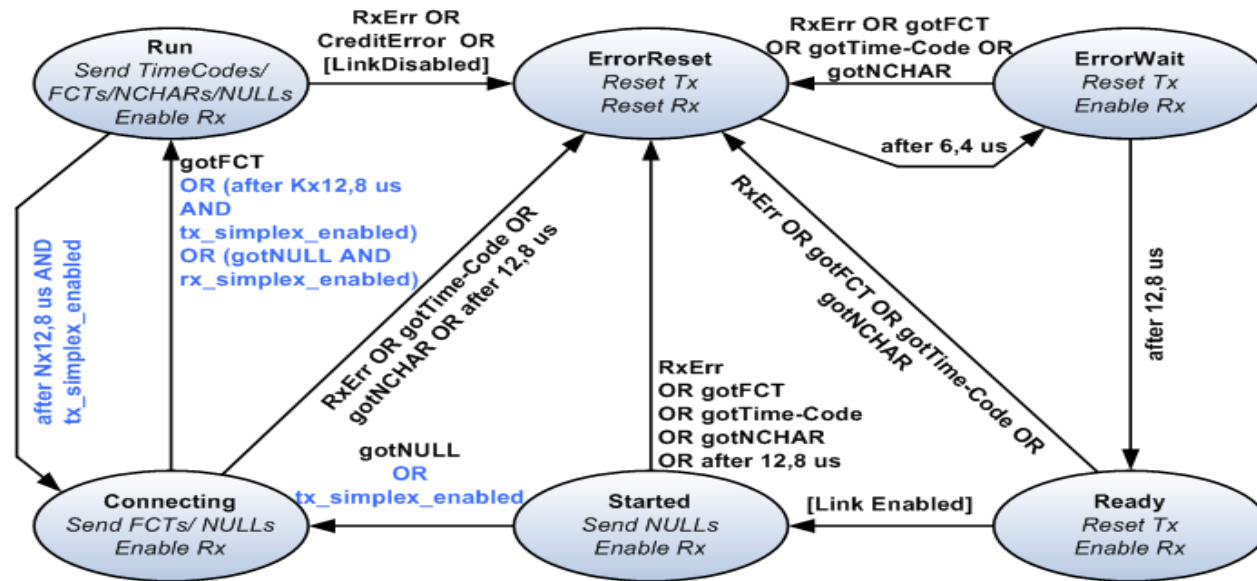 Run
Send TimeCodes/
FCTs/NCHARs/NULLs
Enable Rx
RxErr OR
CreditError OR
[LinkDisabled]
ErrorReset
Reset Tx
Reset Rx
RxErr OR gotFCT
OR gotTime-Code OR
gotNCHAR
ErrorWait
Reset Tx
Enable Rx
after 6,4 us
gotFCT
OR (after Kx12,8 us
AND
tx_simplex_enabled)
OR (gotNULL AND
rx_simplex_enabled)
after Nx12,8 us AND
tx_simplex_enabled
RxErr OR gotTime-Code OR
gotNCHAR OR after 12,8 us
RxErr OR gotFCT OR gotTime-Code OR
gotNCHAR
after 12,8 us
RxErr
OR gotFCT
OR gotTime-Code
OR gotNCHAR
OR after 12,8 us
gotNULL
OR
tx_simplex_enabled
[Link Enabled]
Connecting
Send FCTs/ NULLs
Enable Rx
Started
Send NULLs
Enable Rx
Ready
Reset Tx
Enable Rx